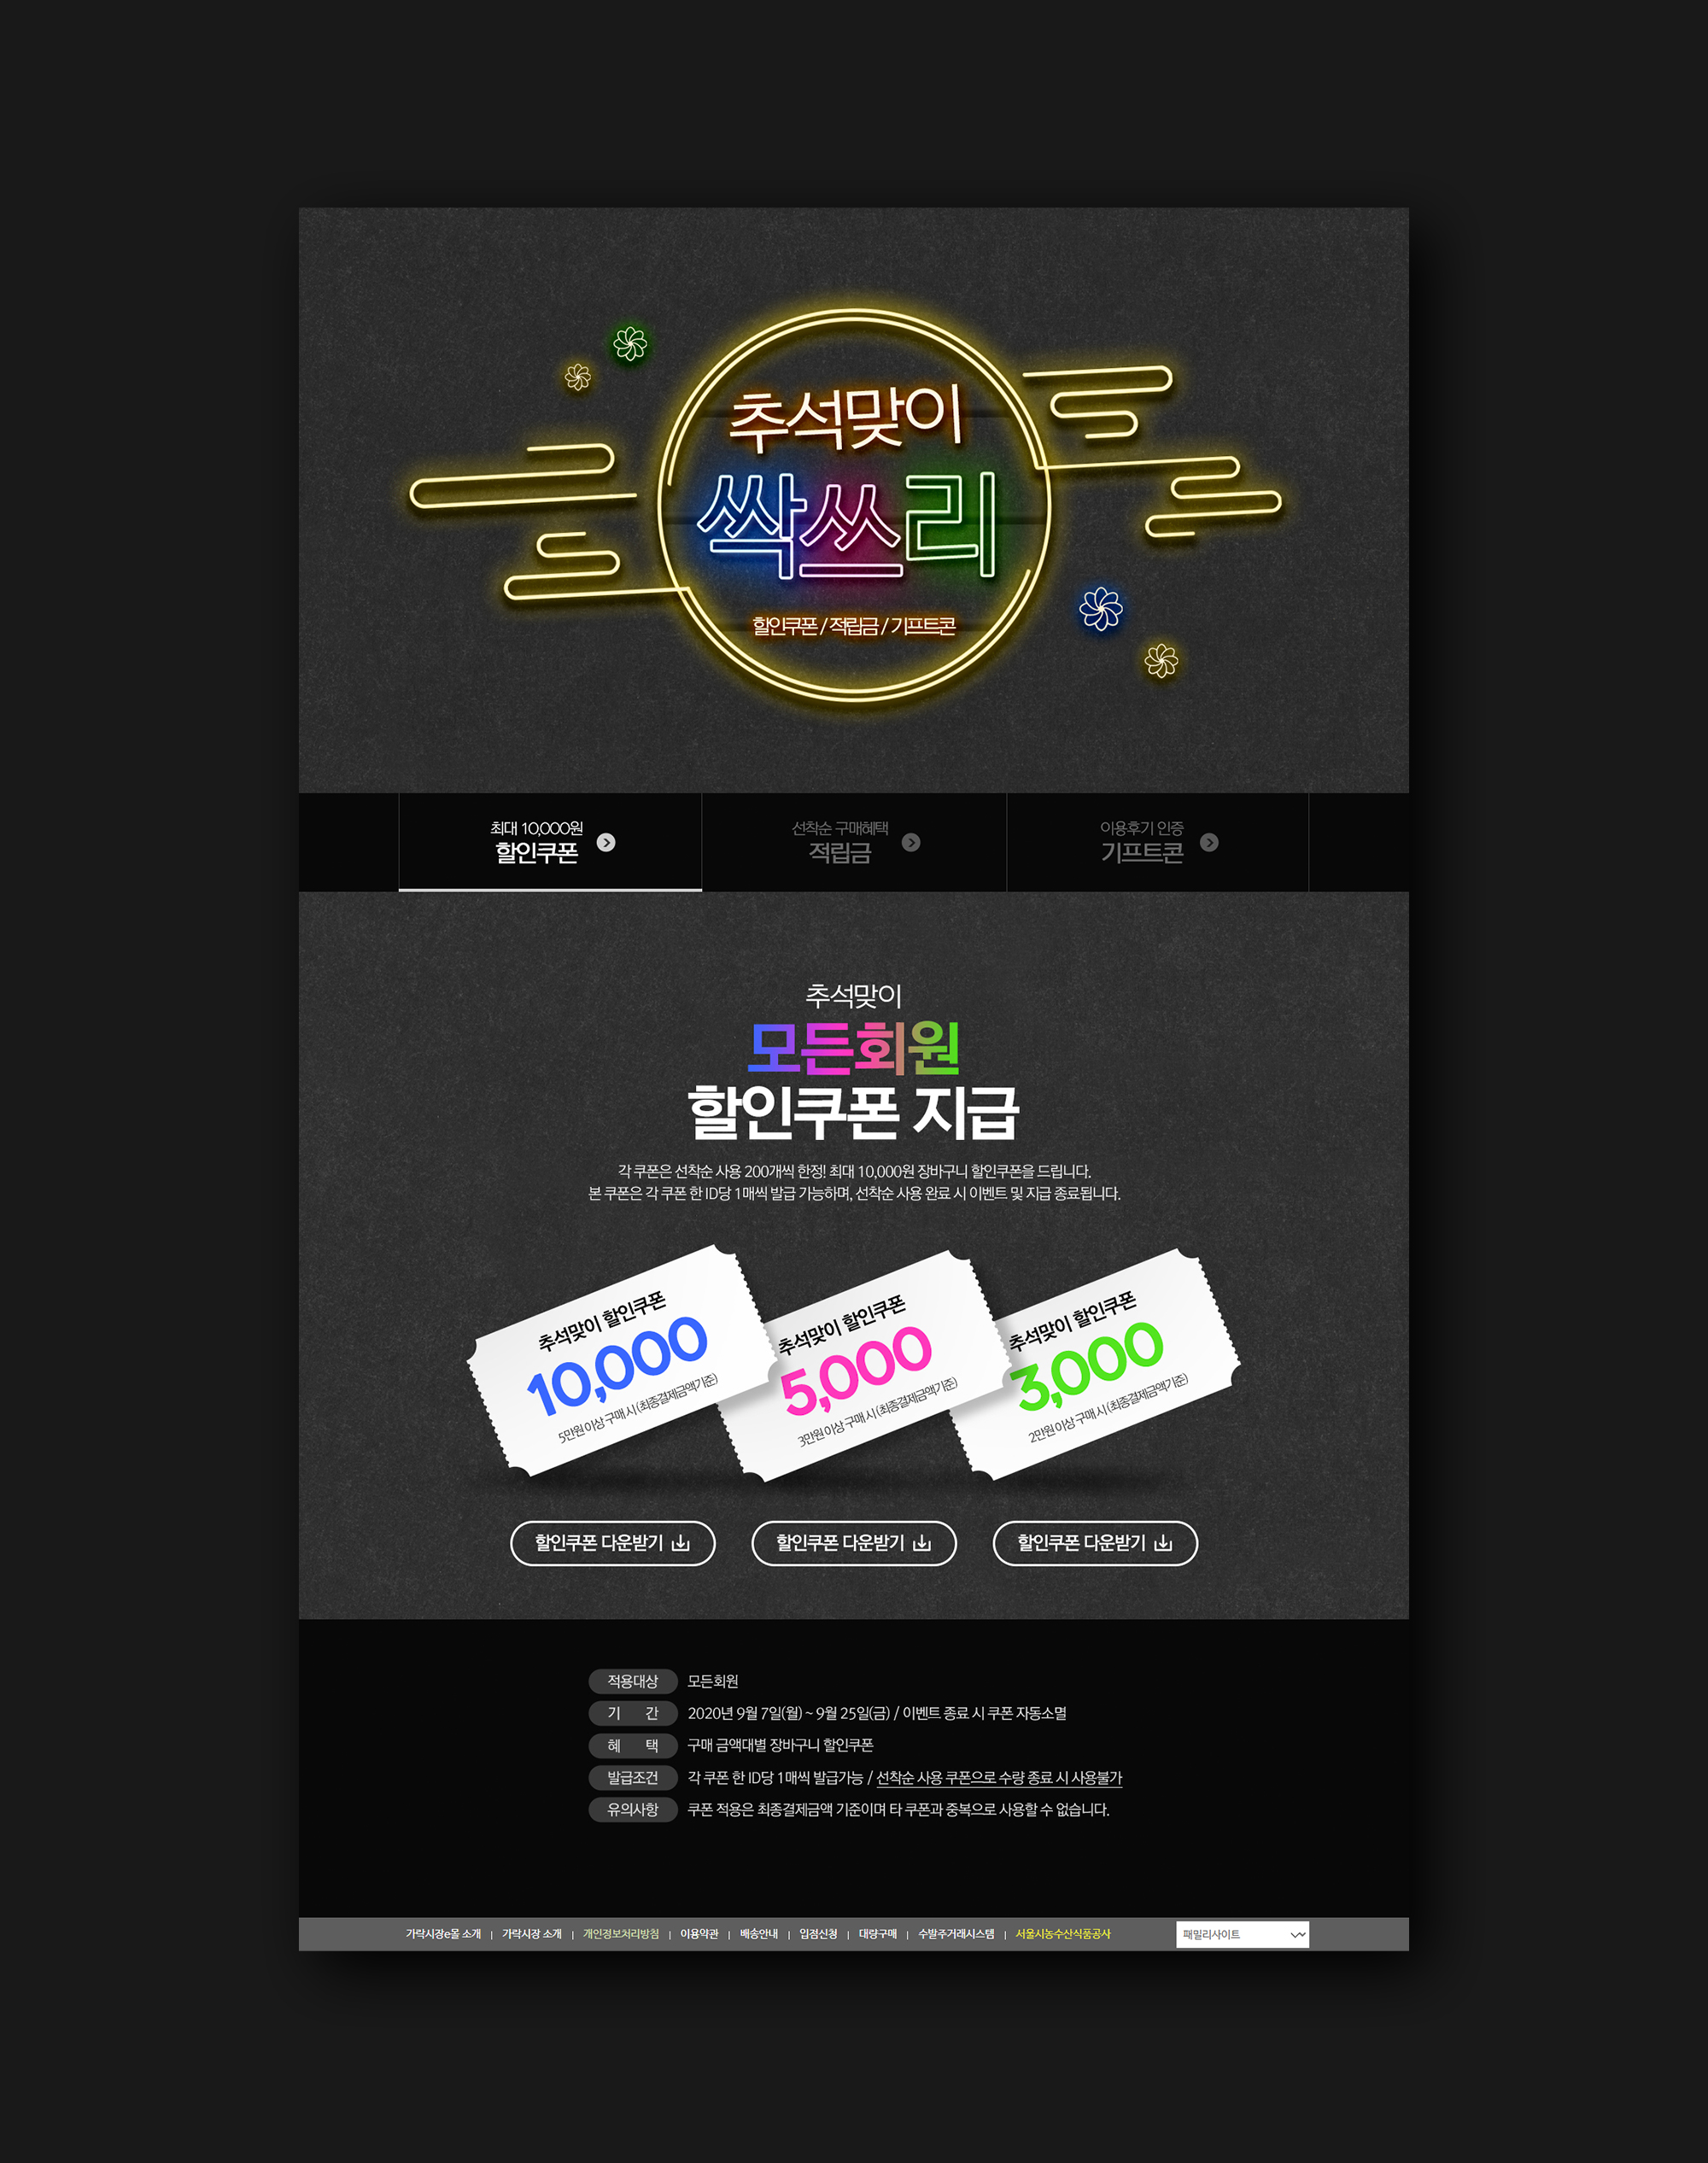 추석맞이
싹쓰리
할인쿠폰 / 적립금 / 기프트콘
최대 10,000원
할인쿠폰
선착순 구매혜택
적립금
이용후기 인증
기프트콘
추석맞이
모든회원
할인쿠폰 지급
각 쿠폰은 선착순 사용 200개씩 한정! 최대 10,000원 장바구니 할인쿠폰을 드립니다.
본 쿠폰은 각 쿠폰 한 ID당 1매씩 발급 가능하며, 선착순 사용 완료 시 이벤트 및 지급 종료됩니다.
추석맞이 할인쿠폰
10,000
5만원 이상 구매 시 (최종결제금액기준)
추석맞이 할인쿠폰
5,000
3만원 이상 구매 시 (최종결제금액기준)
추석맞이 할인쿠폰
3,000
2만원 이상 구매 시 (최종결제금액기준)
할인쿠폰 다운받기
할인쿠폰 다운받기
할인쿠폰 다운받기
적용대상 모든회원
기 간 2020년 9월 7일(월) ~ 9월 25일(금) / 이벤트 종료 시 쿠폰 자동소멸
혜 택 구매 금액대별 장바구니 할인쿠폰
발급조건 각 쿠폰 한 ID당 1매씩 발급가능 / 선착순 사용 쿠폰으로 수량 종료 시 사용불가
유의사항 쿠폰 적용은 최종결제금액 기준이며 타 쿠폰과 중복으로 사용할 수 없습니다.
가락시장e몰 소개 | 가락시장 소개 | 개인정보처리방침 | 이용약관 | 배송안내 | 입점신청 | 대량구매 | 수발주거래시스템 | 서울시농수산식품공사 패밀리사이트